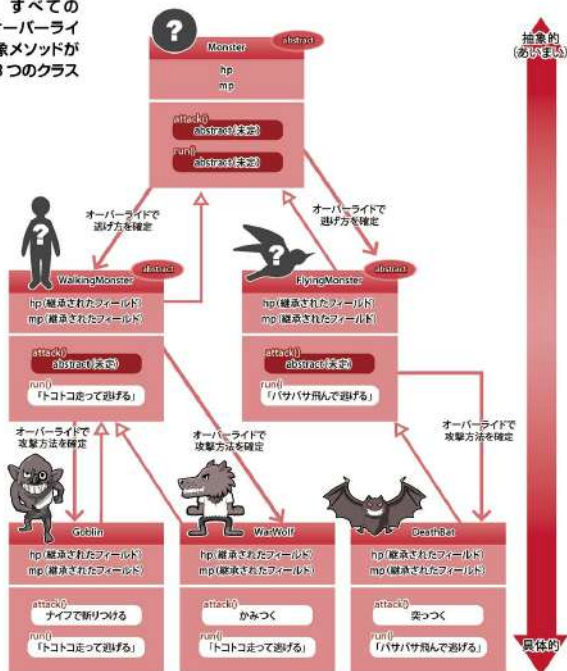 すべての
オーバーライ
象メソッドが
3つのクラス
抽象的
(あいまい)
?
Monster
abstract
hp
mp
attack()
abstract(未定)
run()
abstract(未定)
オーバーライドで
逃げ方を確定
オーバーライドで
逃げ方を確定
?
WalkingMonster
abstract
hp(継承されたフィールド)
mp(継承されたフィールド)
attack()
abstract(未定)
run()
「トコトコ走って逃げる」
?
FlyingMonster
abstract
hp(継承されたフィールド)
mp(継承されたフィールド)
attack()
abstract(未定)
run()
「バサバサ飛んで逃げる」
オーバーライドで
攻撃方法を確定
オーバーライドで
攻撃方法を確定
オーバーライドで
攻撃方法を確定
Goblin
hp(継承されたフィールド)
mp(継承されたフィールド)
attack()
ナイフで斬りつける
run()
「トコトコ走って逃げる」
WarWolf
hp(継承されたフィールド)
mp(継承されたフィールド)
attack()
かみつく
run()
「トコトコ走って逃げる」
DeathBat
hp(継承されたフィールド)
mp(継承されたフィールド)
attack()
突っつく
run()
「バサバサ飛んで逃げる」
具体的